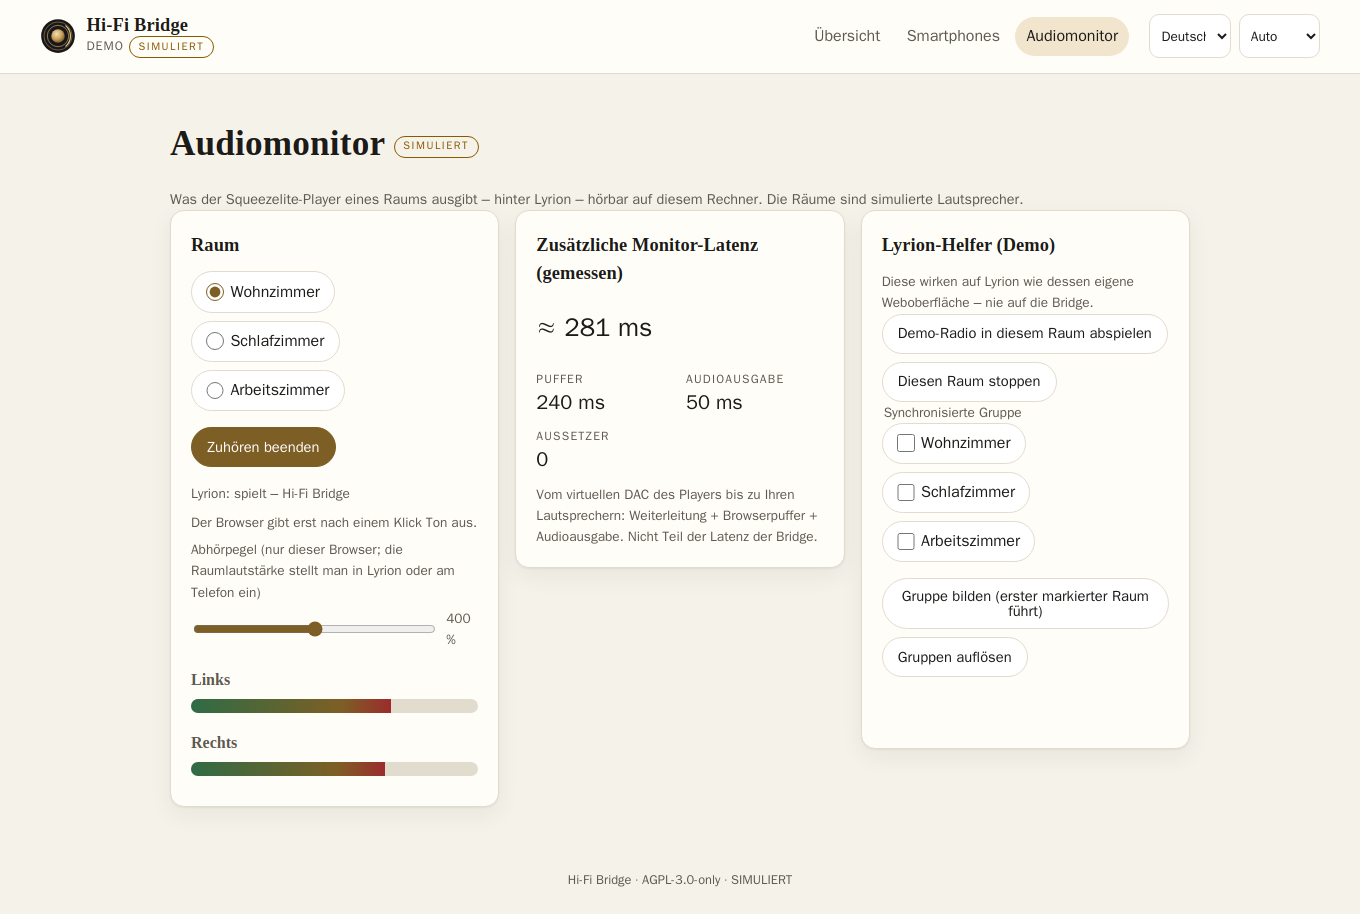 Hi-Fi Bridge
DEMO SIMULIERT
Übersicht
Smartphones
Audiomonitor
Deutsch
Auto
Audiomonitor SIMULIERT
Was der Squeezelite-Player eines Raums ausgibt – hinter Lyrion – hörbar auf diesem Rechner. Die Räume sind simulierte Lautsprecher.
Raum
Wohnzimmer
Schlafzimmer
Arbeitszimmer
Zuhören beenden
Lyrion: spielt – Hi-Fi Bridge
Der Browser gibt erst nach einem Klick Ton aus.
Abhörpegel (nur dieser Browser; die
Raumlautstärke stellt man in Lyrion oder am
Telefon ein)
400
%
Links
Rechts
Zusätzliche Monitor-Latenz
(gemessen)
≈ 281 ms
PUFFER
240 ms
AUDIOAUSGABE
50 ms
AUSSETZER
0
Vom virtuellen DAC des Players bis zu Ihren
Lautsprechern: Weiterleitung + Browserpuffer +
Audioausgabe. Nicht Teil der Latenz der Bridge.
Lyrion-Helfer (Demo)
Diese wirken auf Lyrion wie dessen eigene
Weboberfläche – nie auf die Bridge.
Demo-Radio in diesem Raum abspielen
Diesen Raum stoppen
Synchronisierte Gruppe
Wohnzimmer
Schlafzimmer
Arbeitszimmer
Gruppe bilden (erster markierter Raum
führt)
Gruppen auflösen
Hi-Fi Bridge · AGPL-3.0-only · SIMULIERT